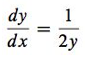 dy/dx = 1/2y